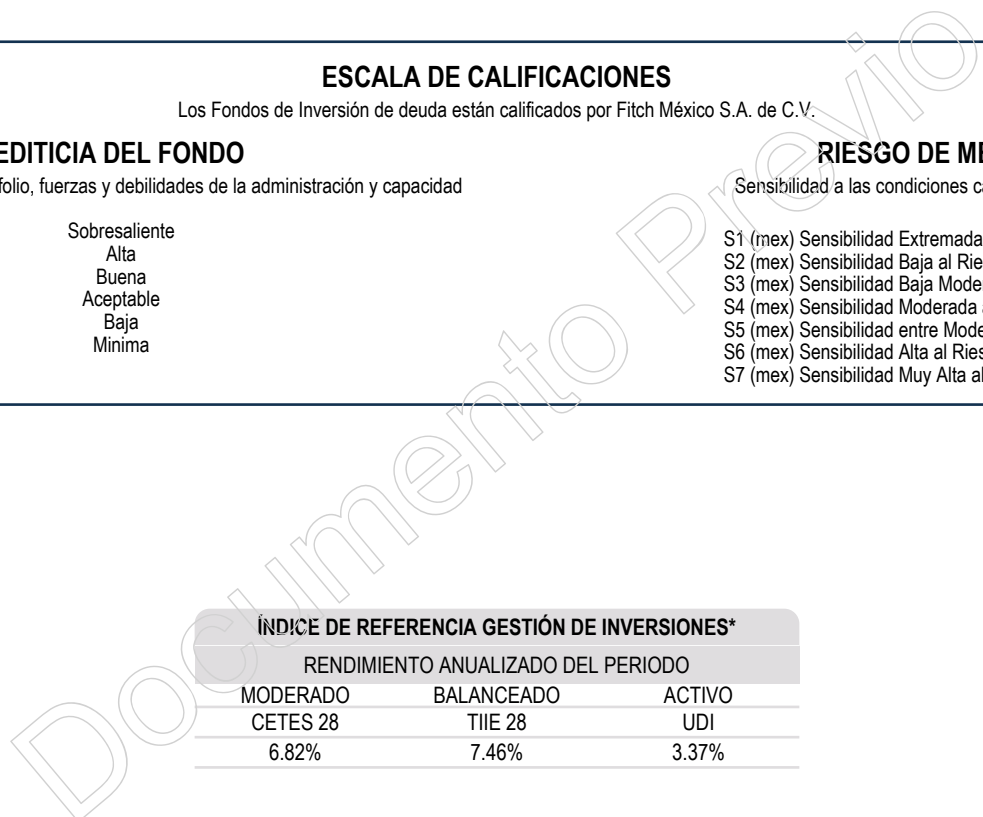 ESCALA DE CALIFICACIONES
Los Fondos de Inversión de deuda están calificados por Fitch México S.A. de C.V.
EDITICIA DEL FONDO
folio, fuerzas y debilidades de la administración y capacidad
Sobresaliente
Alta
Buena
Aceptable
Baja
Minima
RIESGO DE ME
Sensibilidad a las condiciones ca
S1 (mex) Sensibilidad Extremada
S2 (mex) Sensibilidad Baja al Rie
S3 (mex) Sensibilidad Baja Moder
S4 (mex) Sensibilidad Moderada a
S5 (mex) Sensibilidad entre Mode
S6 (mex) Sensibilidad Alta al Ries
S7 (mex) Sensibilidad Muy Alta al
Documento Previo
ÍNDICE DE REFERENCIA GESTIÓN DE INVERSIONES*
RENDIMIENTO ANUALIZADO DEL PERIODO
MODERADO BALANCEADO ACTIVO
CETES 28 TIIE 28 UDI
6.82% 7.46% 3.37%